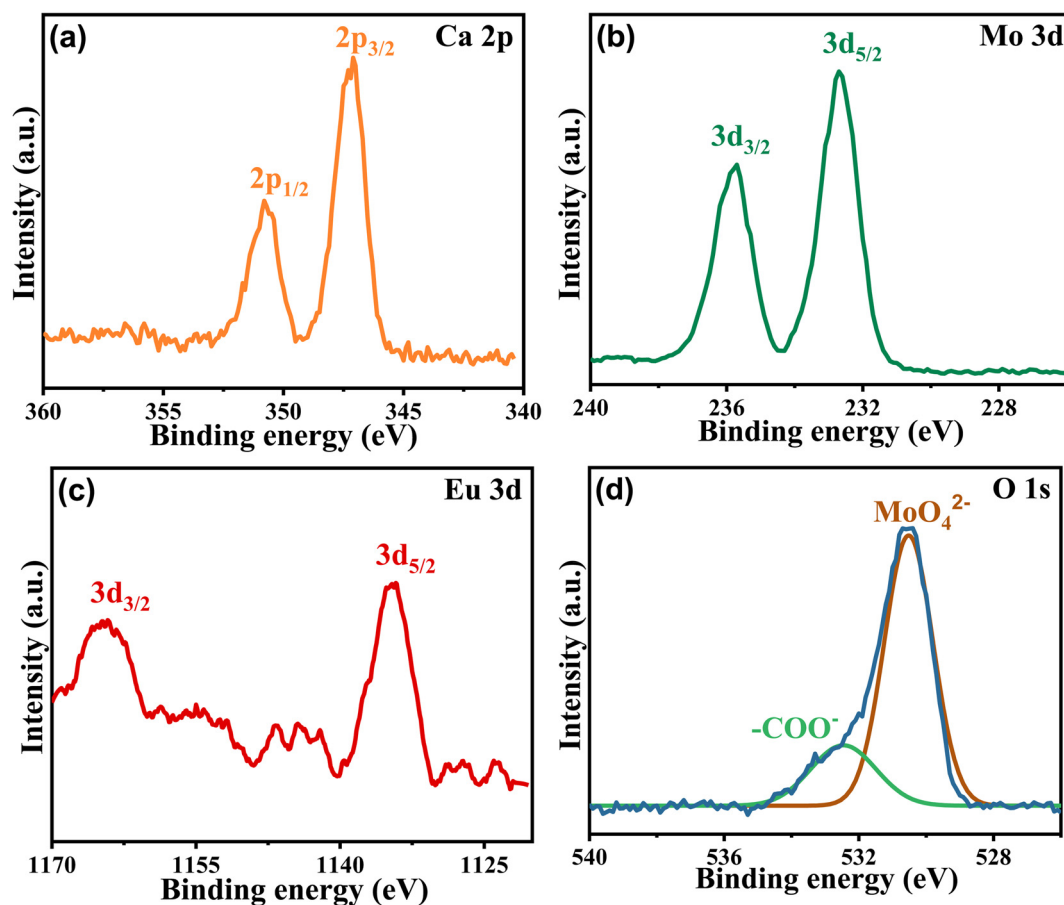 (a)
Ca 2p
2p3/2
2p1/2
Intensity (a.u.)
360 355 350 345 340
Binding energy (eV)
(b)
Mo 3d
3d5/2
3d3/2
Intensity (a.u.)
240 236 232 228
Binding energy (eV)
(c)
Eu 3d
3d5/2
3d3/2
Intensity (a.u.)
1170 1155 1140 1125
Binding energy (eV)
(d)
O 1s
MoO4 2-
-COO-
Intensity (a.u.)
540 536 532 528
Binding energy (eV)